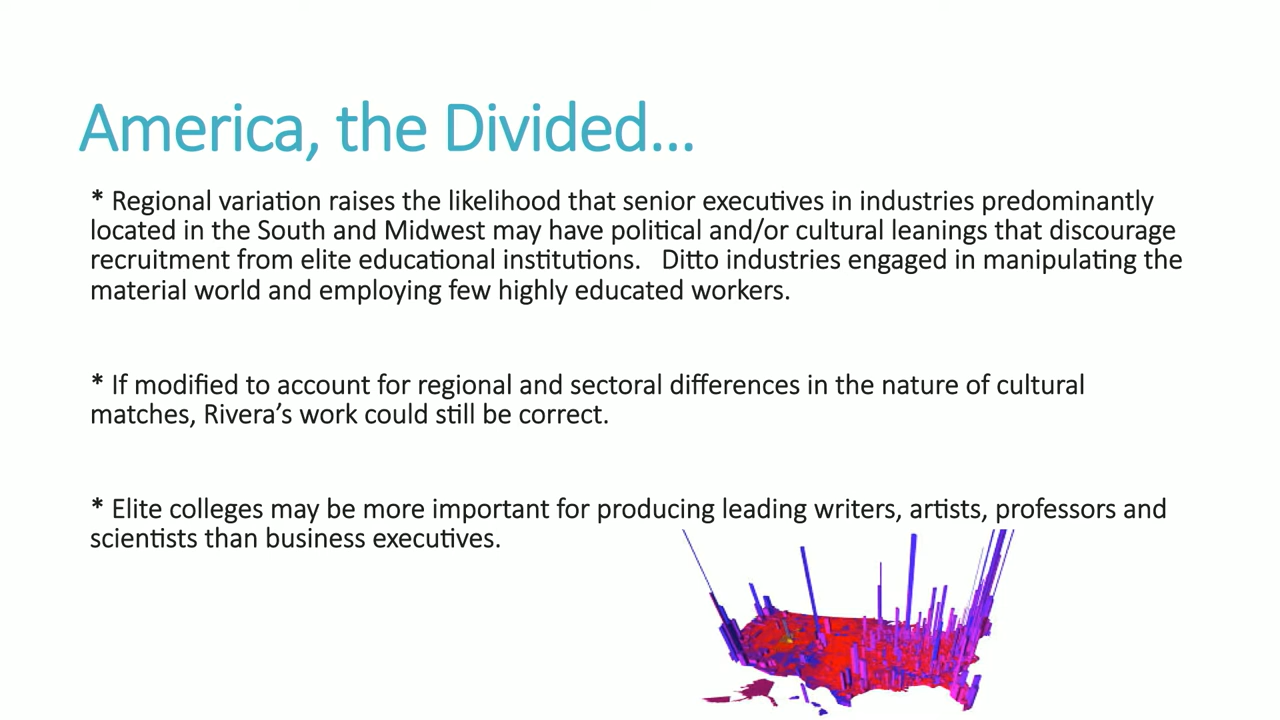 America, the Divided...
* Regional variation raises the likelihood that senior executives in industries predominantly
located in the South and Midwest may have political and/or cultural leanings that discourage
recruitment from elite educational institutions.   Ditto industries engaged in manipulating the
material world and employing few highly educated workers.
* If modified to account for regional and sectoral differences in the nature of cultural
matches, Rivera’s work could still be correct.
* Elite colleges may be more important for producing leading writers, artists, professors and
scientists than business executives.